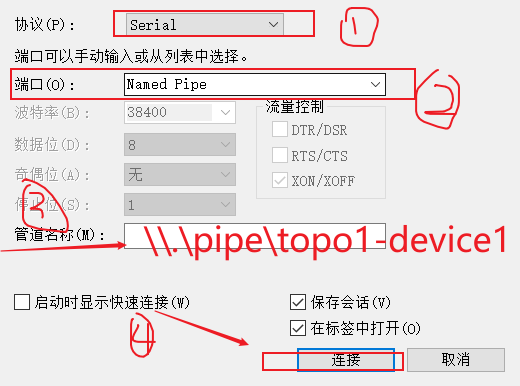 协议(P): Serial ①
端口可以手动输入或从列表中选择。
端口(O): Named Pipe ②
波特率(B): 38400 流量控制
数据位(D): 8 DTR/DSR
奇偶位(A): 无 RTS/CTS
停止位(S): 1 XON/XOFF
③
管道名称(M): \\.\pipe\topo1-device1
启动时显示快速连接(W) 保存会话(V)
④ 在标签中打开(O)
连接 取消